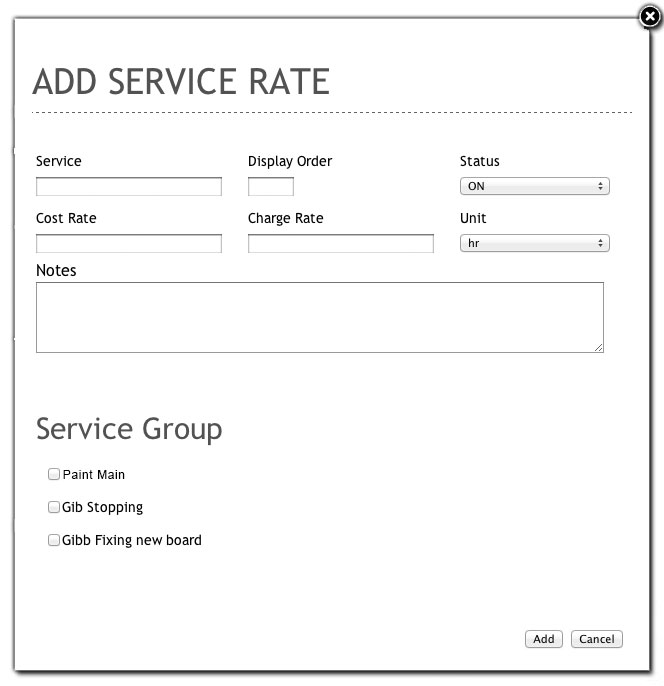 ADD SERVICE RATE
Service Display Order Status
ON
Cost Rate Charge Rate Unit
hr
Notes
Service Group
Paint Main
Gib Stopping
Gibb Fixing new board
Add Cancel